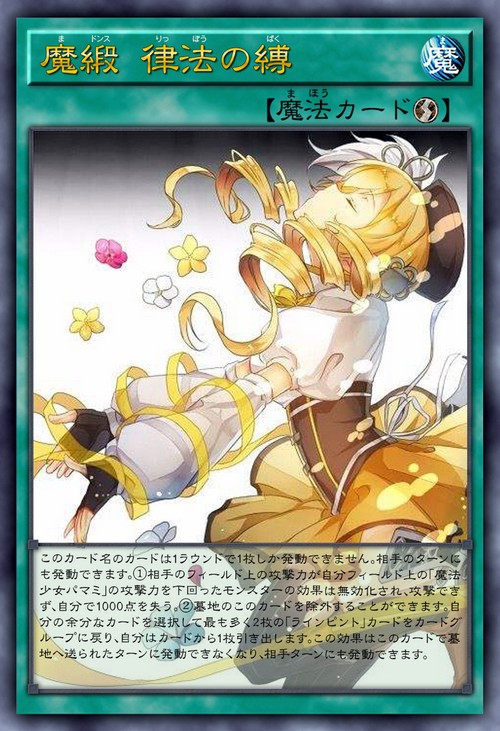 魔緞 律法の縛
魔
【魔法カード】
このカード名のカードは1ラウンドで1枚しか発動できません。相手のターンに
も発動できます。①相手のフィールド上の攻撃力が自分フィールド上の「魔法
少女パマミ」の攻撃力を下回ったモンスターの効果は無効化され、攻撃でき
ず、自分で1000点を失う。②墓地のこのカードを除外することができます。自
分の余分なカードを選択して最も多く2枚の「ラインピント」カードをカードグ
ループに戻り、自分はカードから1枚引き出します。この効果はこのカードで墓
地へ送られたターンに発動できなくなり、相手ターンにも発動できます。